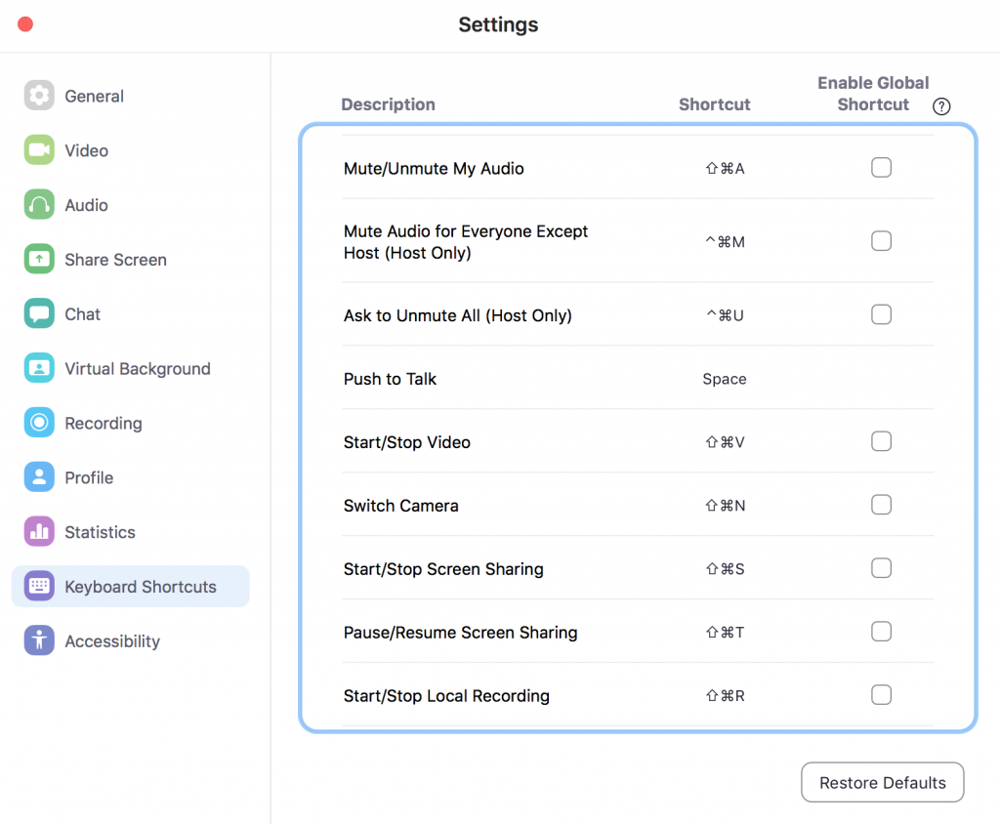 Settings
General
Video
Audio
Share Screen
Chat
Virtual Background
Recording
Profile
Statistics
Keyboard Shortcuts
Accessibility
Description Shortcut Enable Global
Shortcut ?
Mute/Unmute My Audio ⇧⌘A
Mute Audio for Everyone Except
Host (Host Only) ^⌘M
Ask to Unmute All (Host Only) ^⌘U
Push to Talk Space
Start/Stop Video ⇧⌘V
Switch Camera ⇧⌘N
Start/Stop Screen Sharing ⇧⌘S
Pause/Resume Screen Sharing ⇧⌘T
Start/Stop Local Recording ⇧⌘R
Restore Defaults